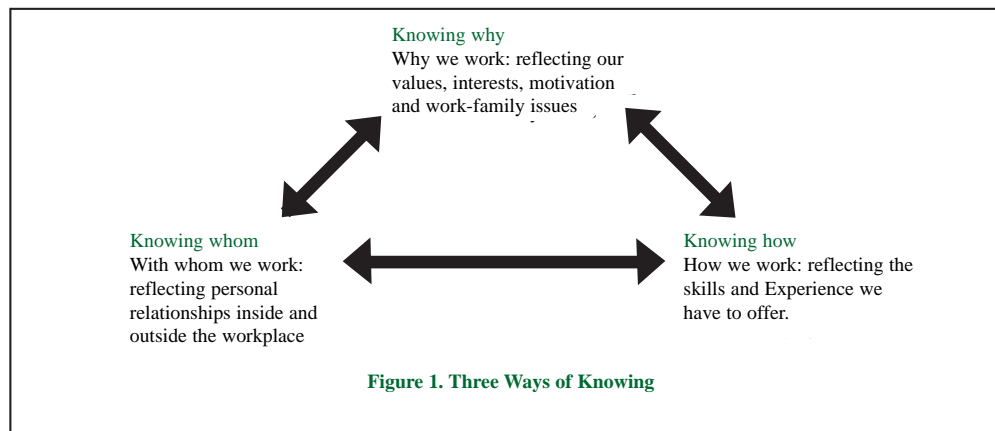 Knowing why
Why we work: reflecting our
values, interests, motivation
and work-family issues
Knowing whom
With whom we work:
reflecting personal
relationships inside and
outside the workplace
Knowing how
How we work: reflecting the
skills and Experience we
have to offer.
Figure 1. Three Ways of Knowing